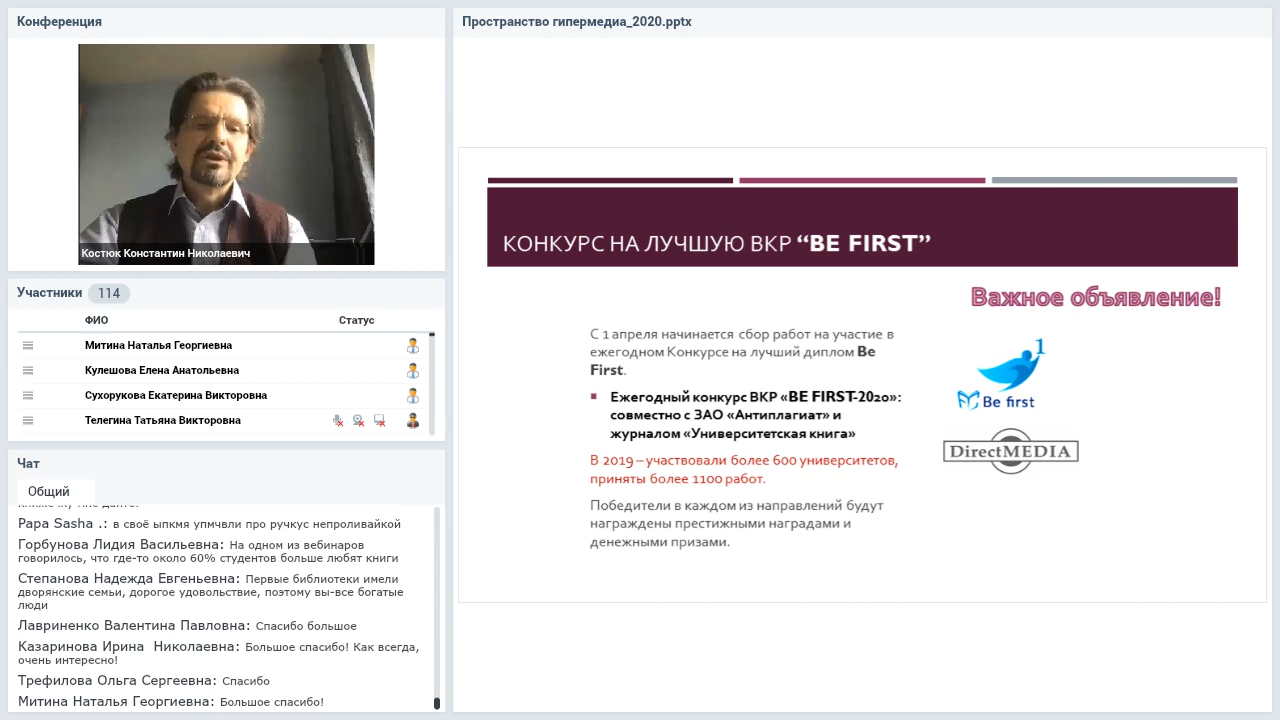 Конференция
Костюк Константин Николаевич
Участники 114
ФИО Статус
Митина Наталья Георгиевна
Кулешова Елена Анатольевна
Сухорукова Екатерина Викторовна
Телегина Татьяна Викторовна
Чат
Общий
Papa Sasha .: в своё ыпкмя упмчвли про ручкус непроливайкой
Горбунова Лидия Васильевна: На одном из вебинаров
говорилось, что где-то около 60% студентов больше любят книги
Степанова Надежда Евгеньевна: Первые библиотеки имели
дворянские семьи, дорогое удовольствие, поэтому вы-все богатые
люди
Лавриненко Валентина Павловна: Спасибо большое
Казаринова Ирина Николаевна: Большое спасибо! Как всегда,
очень интересно!
Трефилова Ольга Сергеевна: Спасибо
Митина Наталья Георгиевна: Большое спасибо!
Пространство гипермедиа_2020.pptx
КОНКУРС НА ЛУЧШУЮ ВКР “BE FIRST”
Важное объявление!
С 1 апреля начинается сбор работ на участие в
ежегодном Конкурсе на лучший диплом Be
First.
Ежегодный конкурс ВКР «BE FIRST-2020»:
совместно с ЗАО «Антиплагиат» и
журналом «Университетская книга»
В 2019 – участвовали более 600 университетов,
приняты более 1100 работ.
Победители в каждом из направлений будут
награждены престижными наградами и
денежными призами.
1
Be first
DirectMEDIA